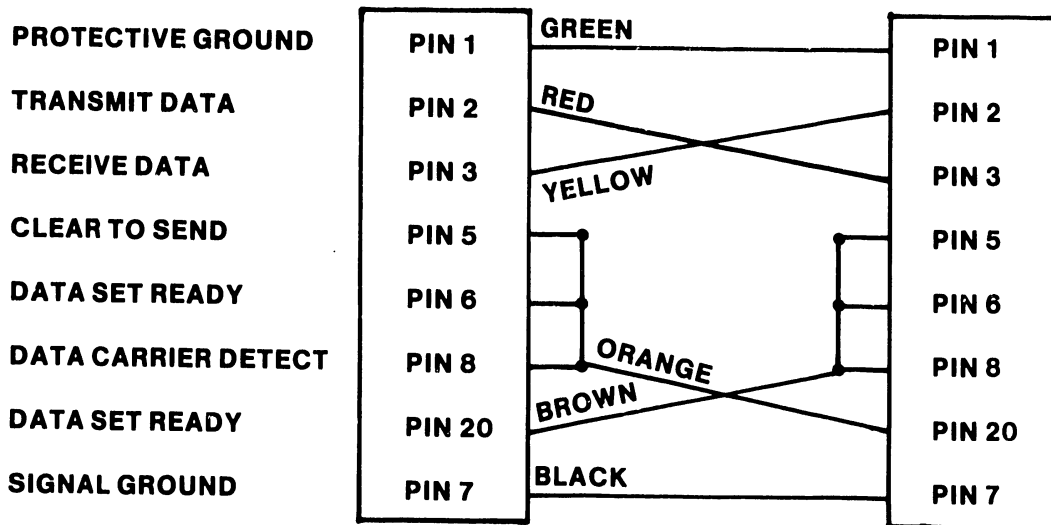 PROTECTIVE GROUND PIN 1 GREEN PIN 1
TRANSMIT DATA PIN 2 RED PIN 2
RECEIVE DATA PIN 3 YELLOW PIN 3
CLEAR TO SEND PIN 5 PIN 5
DATA SET READY PIN 6 PIN 6
DATA CARRIER DETECT PIN 8 ORANGE PIN 8
DATA SET READY PIN 20 BROWN PIN 20
SIGNAL GROUND PIN 7 BLACK PIN 7